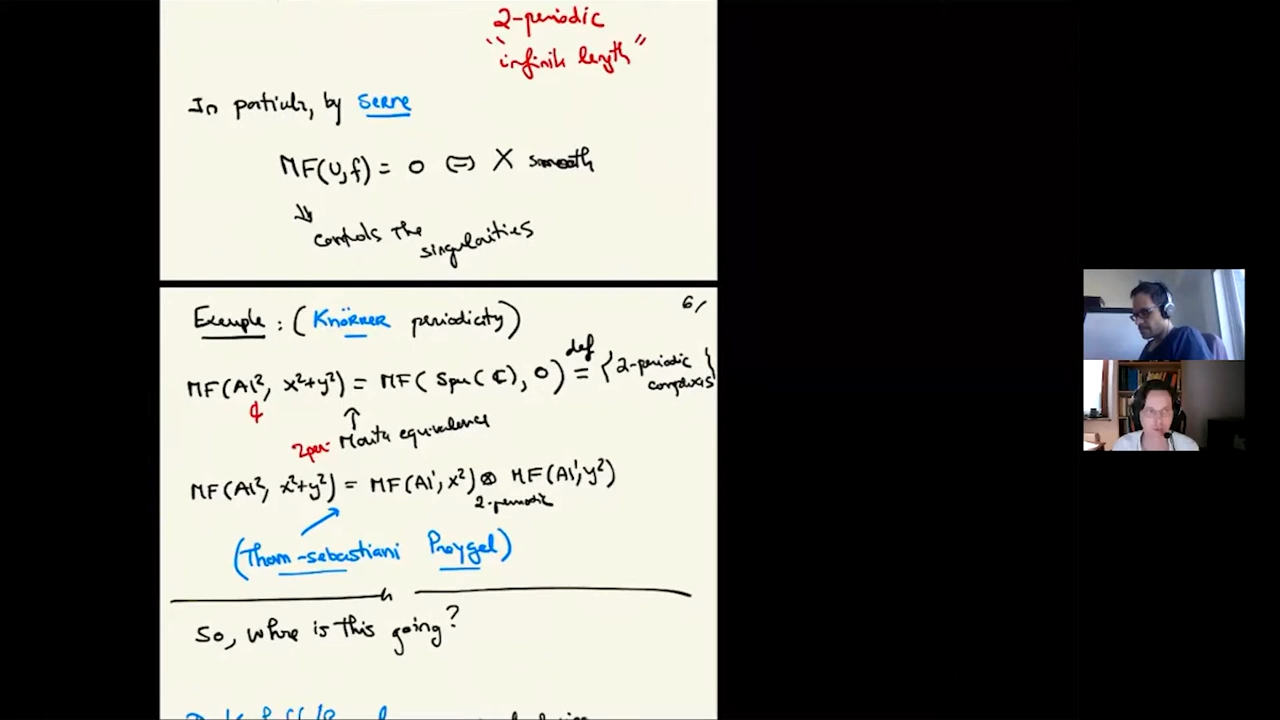 2-periodic
"infinite length"
In particular, by Serre
MF(U,f) = 0 ⇔ X smooth
⇓
controls the singularities
6/
Example : (Knörrer periodicity)
MF(A², x²+y²) = MF(Spec(C), 0) def = {2-periodic complexes}
C
↑
2per. Morita equivalence
MF(A², x²+y²) = MF(A¹, x²) ⊗ MF(A¹, y²)
2-periodic
(Thom-Sebastiani Preygel)
So, where is this going?